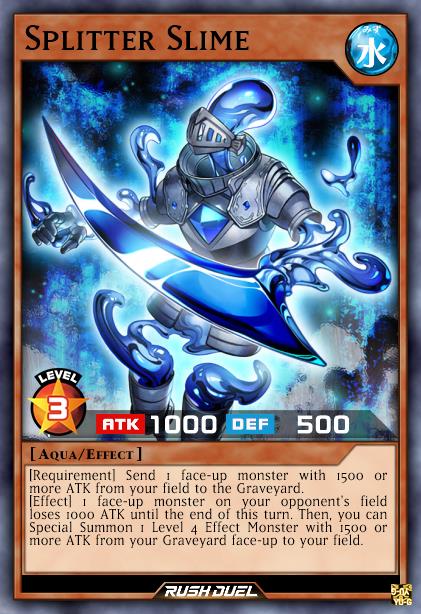 Splitter Slime
みず
水
LEVEL
3
ATK 1000 DEF 500
[Aqua/Effect]
[Requirement] Send 1 face-up monster with 1500 or
more ATK from your field to the Graveyard.
[Effect] 1 face-up monster on your opponent's field
loses 1000 ATK until the end of this turn. Then, you can
Special Summon 1 Level 4 Effect Monster with 1500 or
more ATK from your Graveyard face-up to your field.
RUSH DUEL